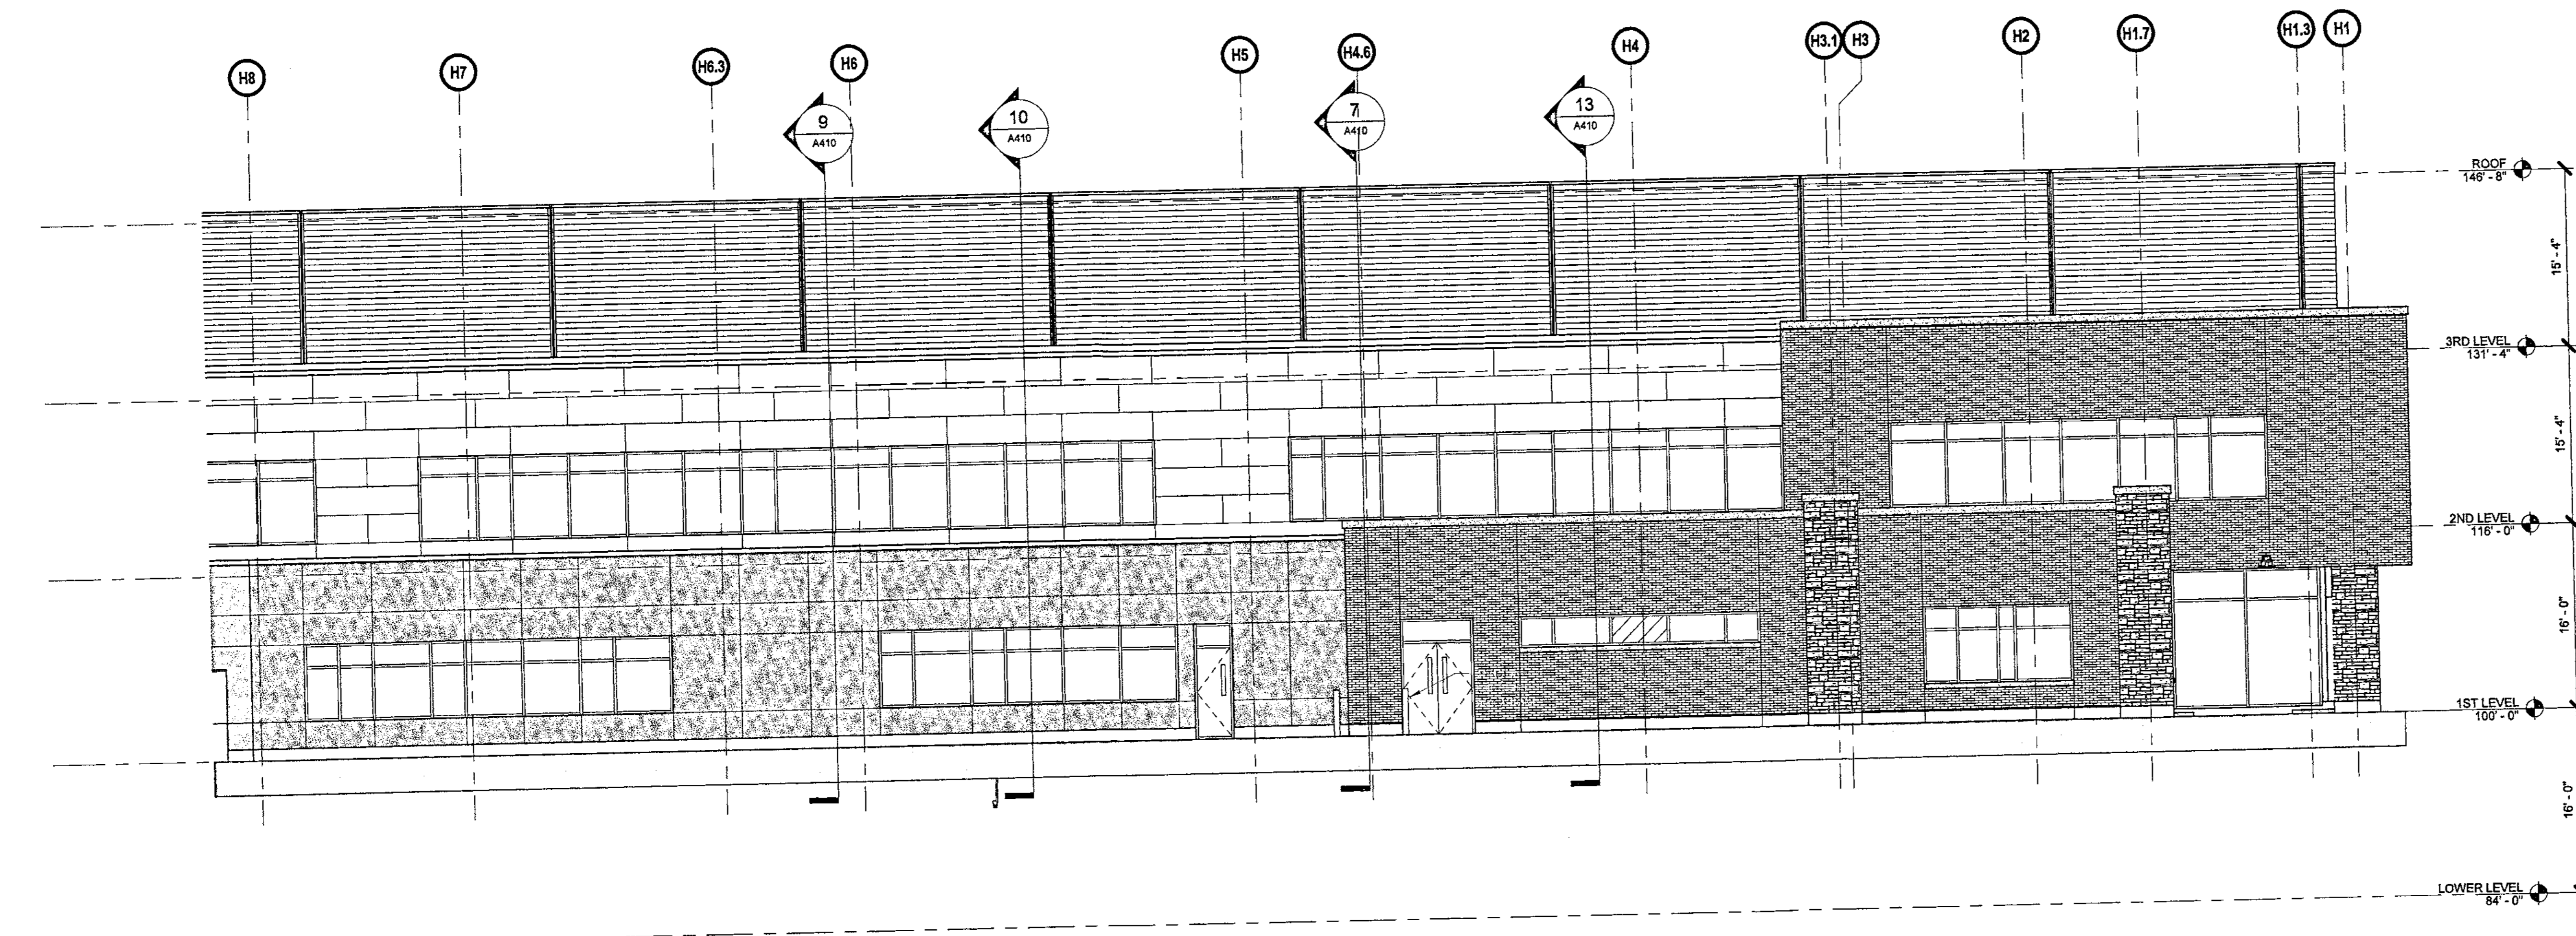 H8
H7
H6.3
H6
H5
H4.6
H4
H3.1
H3
H2
H1.7
H1.3
H1
9
A410
10
A410
7
A410
13
A410
ROOF
146' - 8"
15' - 4"
3RD LEVEL
131' - 4"
15' - 4"
2ND LEVEL
116' - 0"
16' - 0"
1ST LEVEL
100' - 0"
16' - 0"
LOWER LEVEL
84' - 0"